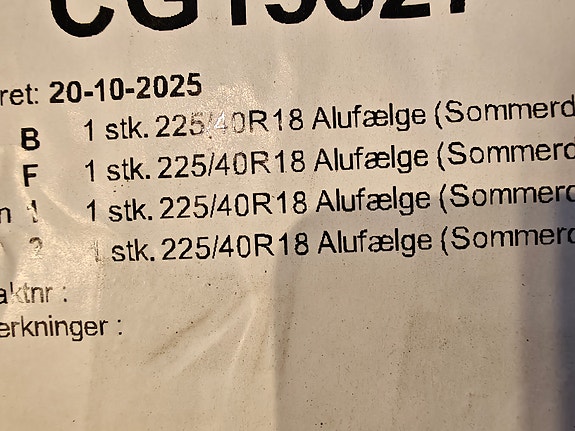 ret: 20-10-2025
B 1 stk. 225/40R18 Alufælge (Sommerd
F 1 stk. 225/40R18 Alufælge (Sommerd
n 1 1 stk. 225/40R18 Alufælge (Sommerd
2 1 stk. 225/40R18 Alufælge (Sommerd
aktnr :
erkninger :